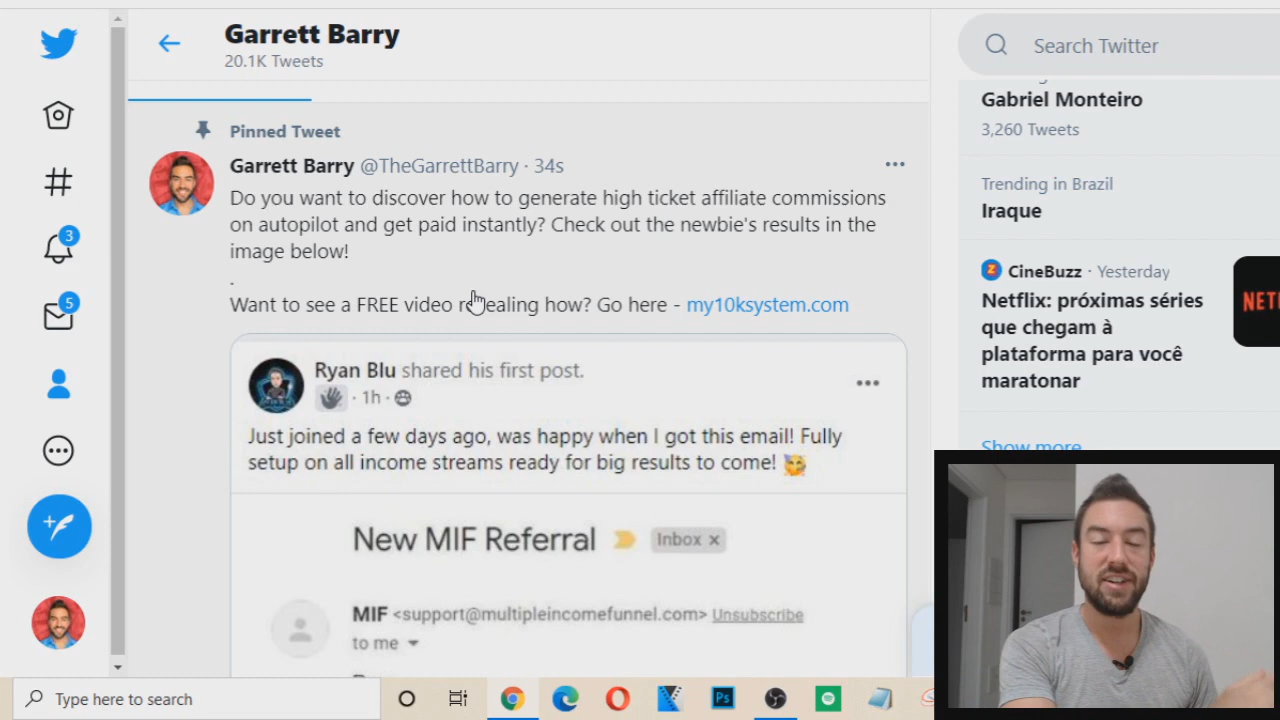 Garrett Barry
20.1K Tweets
Pinned Tweet
Garrett Barry @TheGarrettBarry · 34s
Do you want to discover how to generate high ticket affiliate commissions
on autopilot and get paid instantly? Check out the newbie's results in the
image below!
.
Want to see a FREE video revealing how? Go here - my10ksystem.com
Ryan Blu shared his first post.
· 1h ·
Just joined a few days ago, was happy when I got this email! Fully
setup on all income streams ready for big results to come!
New MIF Referral
Inbox x
MIF <support@multipleincomefunnel.com> Unsubscribe
to me
3
5
Search Twitter
Gabriel Monteiro
3,260 Tweets
Trending in Brazil
Iraque
CineBuzz · Yesterday
Netflix: próximas séries
que chegam à
plataforma para você
maratonar
Show more
Type here to search
Ps